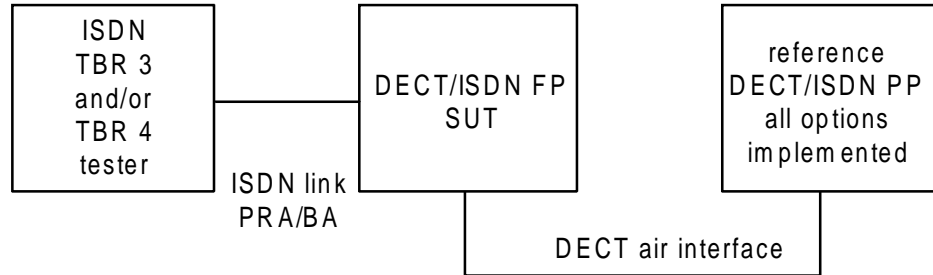 ISDN
TBR 3
and/or
TBR 4
tester
ISDN link
PRA/BA
DECT/ISDN FP
SUT
reference
DECT/ISDN PP
all options
implemented
DECT air interface